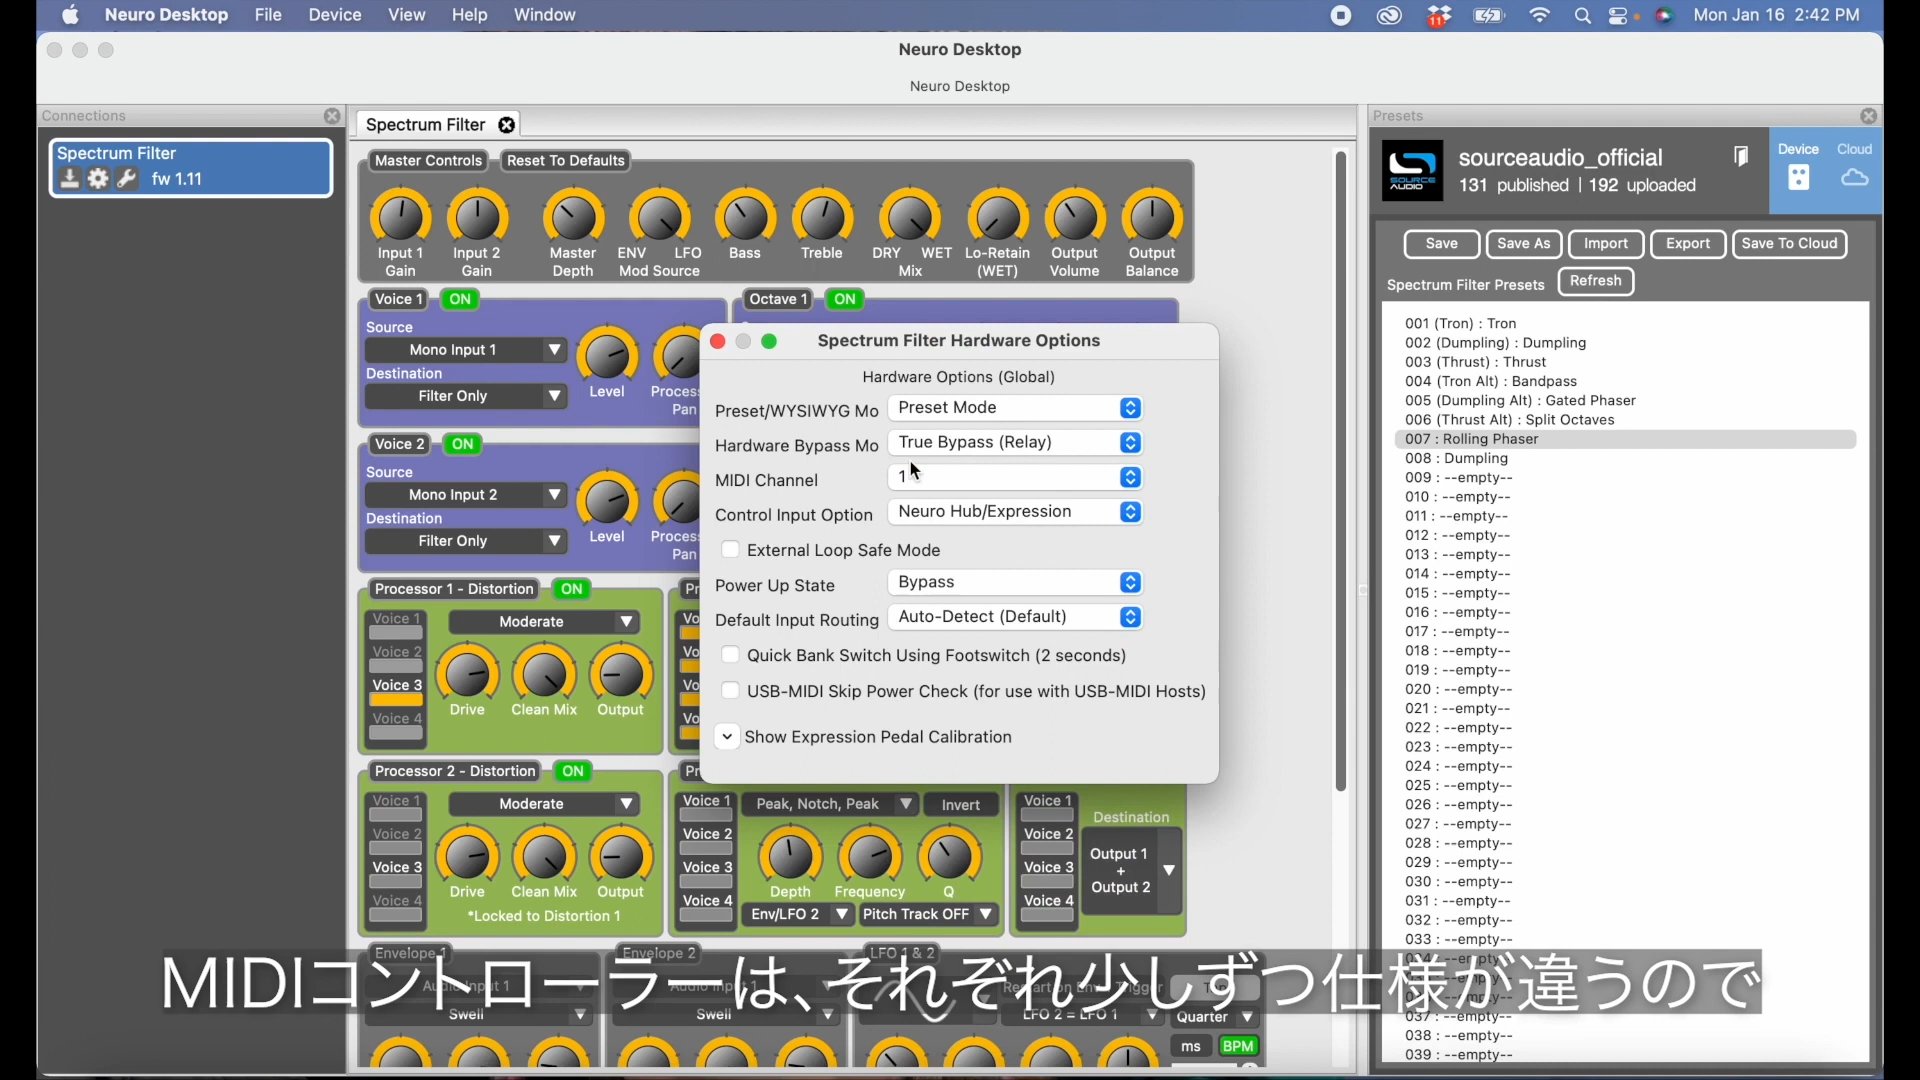 Neuro Desktop File Device View Help Window
11
Mon Jan 16 2:42 PM
Neuro Desktop
Neuro Desktop
Connections
Spectrum Filter
fw 1.11
Spectrum Filter
Master Controls
Reset To Defaults
Input 1 Gain
Input 2 Gain
Master Depth
ENV LFO
Mod Source
Bass
Treble
DRY WET
Mix
Lo-Retain (WET)
Output Volume
Output Balance
Voice 1 ON
Source
Mono Input 1
Destination
Filter Only
Level
Proces
Pan
Octave 1 ON
Voice 2 ON
Source
Mono Input 2
Destination
Filter Only
Level
Proces
Pan
Processor 1 - Distortion ON
Voice 1
Voice 2
Voice 3
Voice 4
Moderate
Drive
Clean Mix
Output
Processor 2 - Distortion ON
Voice 1
Voice 2
Voice 3
Voice 4
Moderate
Drive
Clean Mix
Output
*Locked to Distortion 1
Voice 1
Voice 2
Voice 3
Voice 4
Peak, Notch, Peak
Invert
Depth
Frequency
Q
Env/LFO 2
Pitch Track OFF
Voice 1
Voice 2
Voice 3
Voice 4
Destination
Output 1
+
Output 2
Envelope 1
Swell
Envelope 2
Swell
LFO 1 & 2
LFO 2 = LFO 1
Quarter
ms
BPM
Spectrum Filter Hardware Options
Hardware Options (Global)
Preset/WYSIWYG Mo Preset Mode
Hardware Bypass Mo True Bypass (Relay)
MIDI Channel 1
Control Input Option Neuro Hub/Expression
External Loop Safe Mode
Power Up State Bypass
Default Input Routing Auto-Detect (Default)
Quick Bank Switch Using Footswitch (2 seconds)
USB-MIDI Skip Power Check (for use with USB-MIDI Hosts)
Show Expression Pedal Calibration
Presets
SOURCE
AUDIO
sourceaudio_official
131 published | 192 uploaded
Device
Cloud
Save
Save As
Import
Export
Save To Cloud
Spectrum Filter Presets
Refresh
001 (Tron) : Tron
002 (Dumpling) : Dumpling
003 (Thrust) : Thrust
004 (Tron Alt) : Bandpass
005 (Dumpling Alt) : Gated Phaser
006 (Thrust Alt) : Split Octaves
007 : Rolling Phaser
008 : Dumpling
009 : --empty--
010 : --empty--
011 : --empty--
012 : --empty--
013 : --empty--
014 : --empty--
015 : --empty--
016 : --empty--
017 : --empty--
018 : --empty--
019 : --empty--
020 : --empty--
021 : --empty--
022 : --empty--
023 : --empty--
024 : --empty--
025 : --empty--
026 : --empty--
027 : --empty--
028 : --empty--
029 : --empty--
030 : --empty--
031 : --empty--
032 : --empty--
033 : --empty--
037 : --empty--
038 : --empty--
039 : --empty--
MIDIコントローラーは、それぞれ少しずつ仕様が違うので